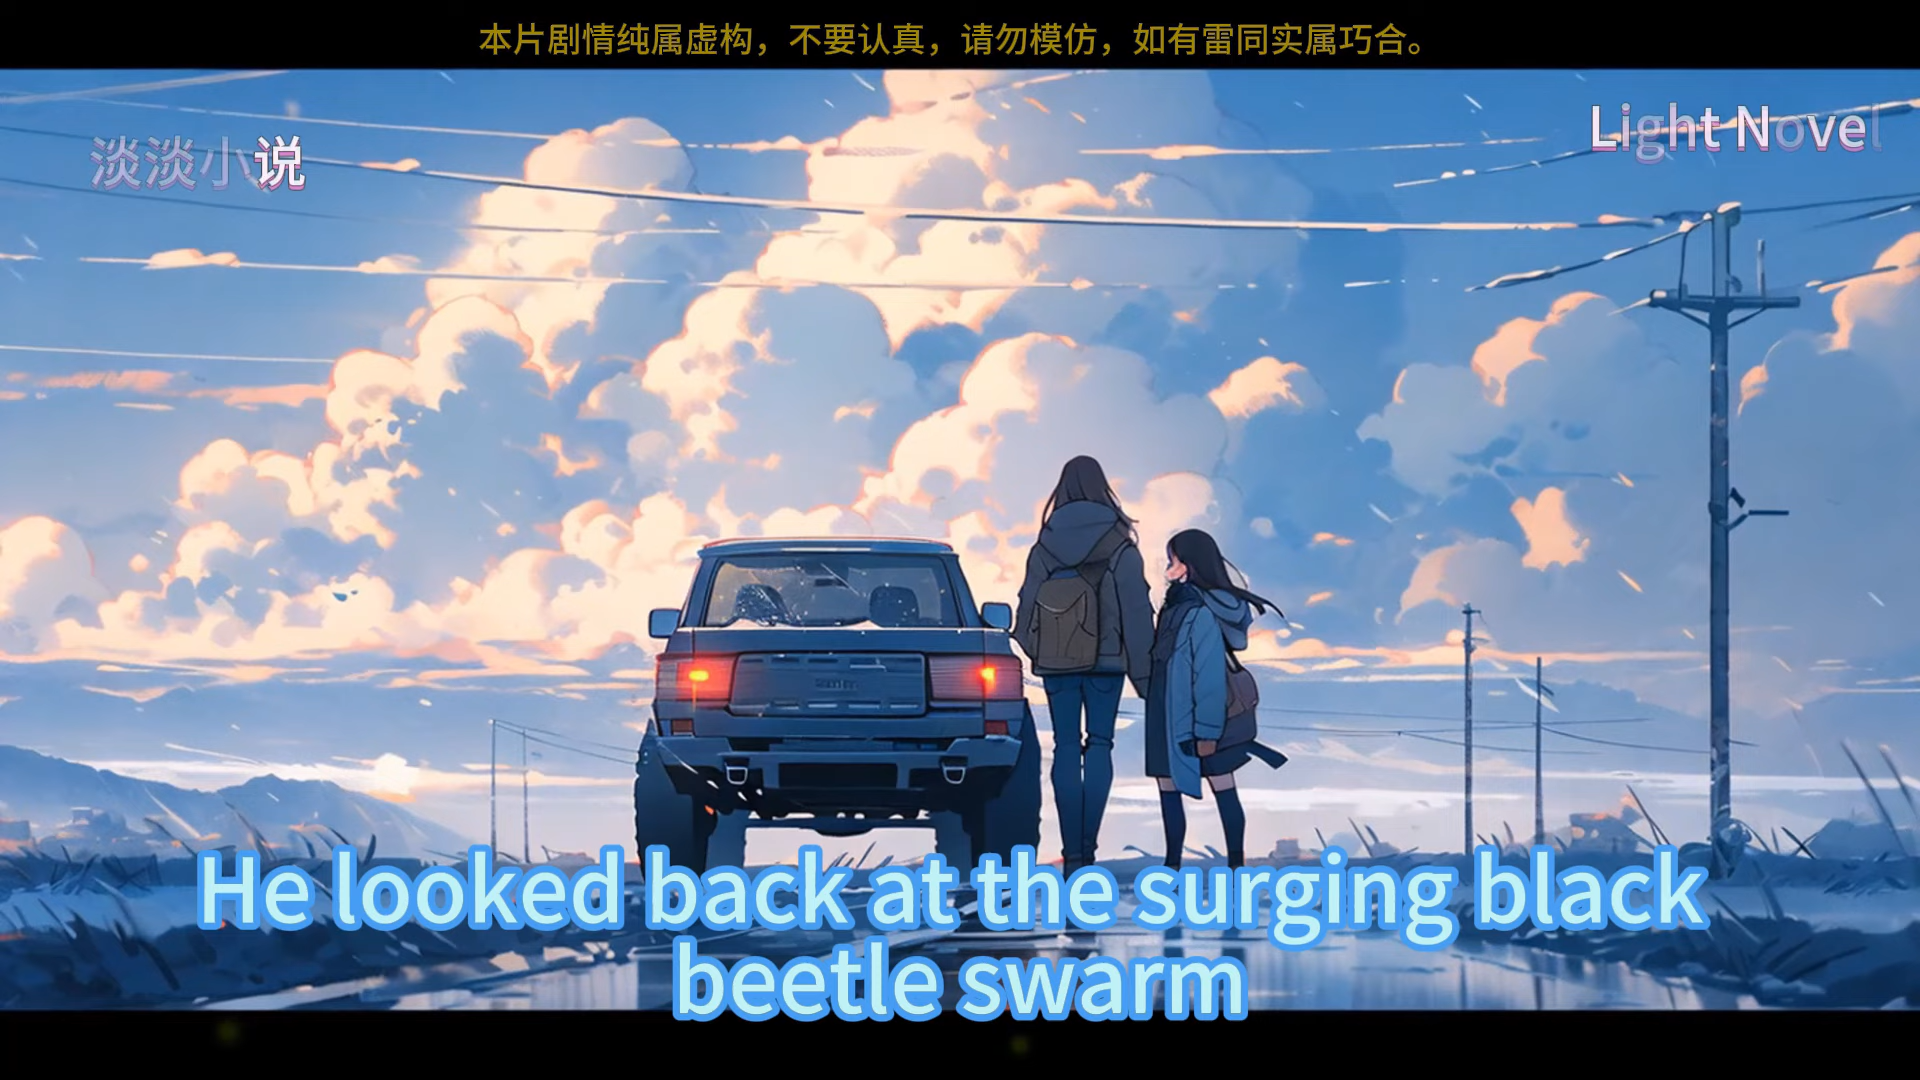 本片剧情纯属虚构，不要认真，请勿模仿，如有雷同实属巧合。
淡淡小说
Light Novel
He looked back at the surging black
beetle swarm